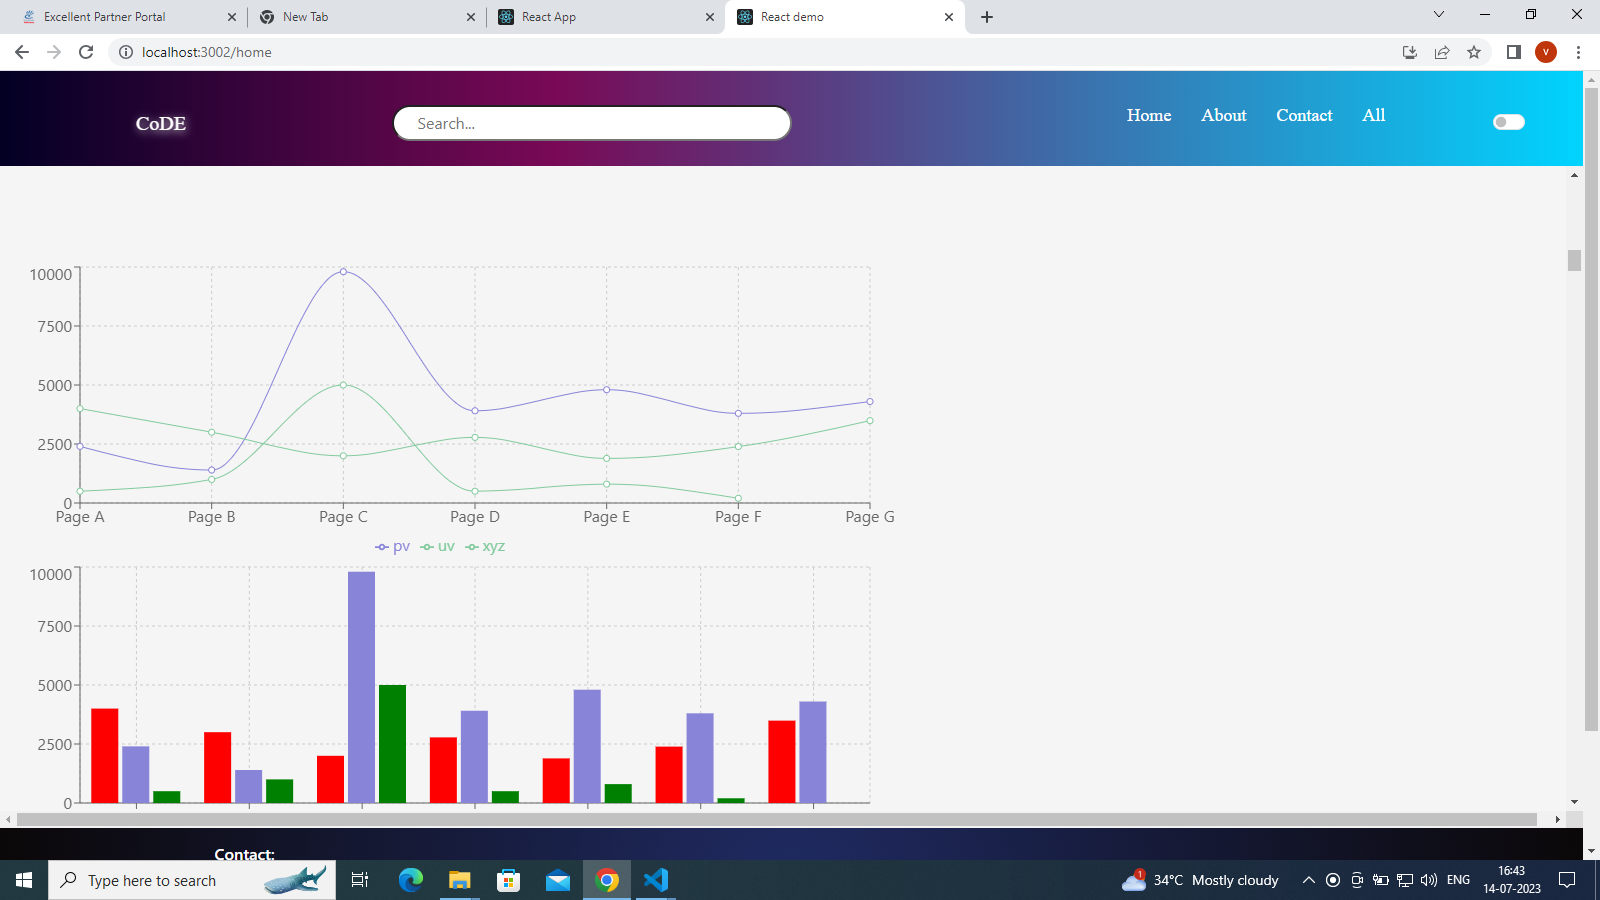 Excellent Partner Portal
New Tab
React App
React demo
localhost:3002/home
V
CoDE
Search...
Home
About
Contact
All
10000
7500
5000
2500
0
Page A
Page B
Page C
Page D
Page E
Page F
Page G
pv
uv
xyz
10000
7500
5000
2500
0
Contact:
Type here to search
1
34°C Mostly cloudy
ENG
16:43
14-07-2023